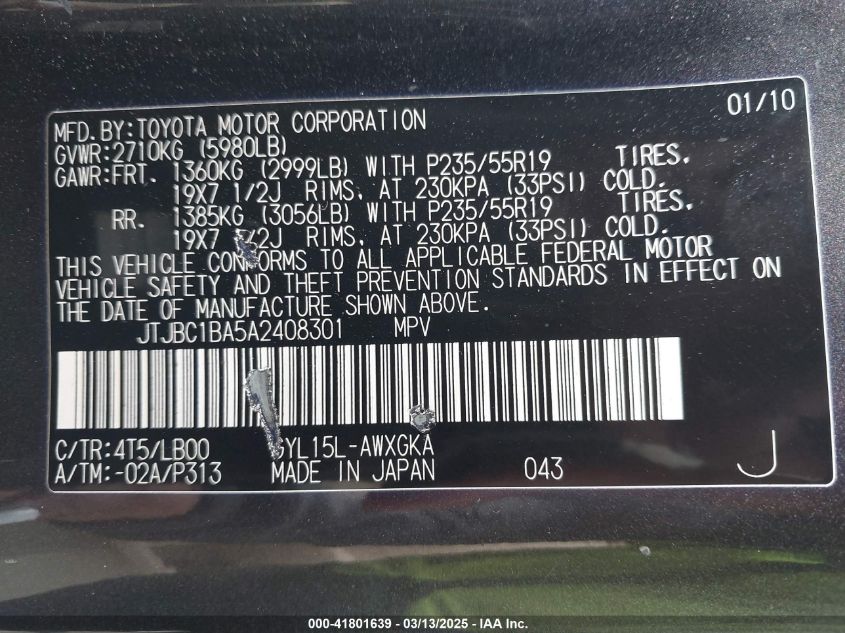 01/10
MFD.BY:TOYOTA MOTOR CORPORATION
GVWR:2710KG (5980LB)
GAWR:FRT. 1360KG (2999LB) WITH P235/55R19 TIRES,
19X7 1/2J RIMS, AT 230KPA (33PSI) COLD.
RR. 1385KG (3056LB) WITH P235/55R19 TIRES,
19X7 RIMS, AT 230KPA (33PSI) COLD.
THIS VEHICLE CONFORMS TO ALL APPLICABLE FEDERAL MOTOR
VEHICLE SAFETY AND THEFT PREVENTION STANDARDS IN EFFECT ON
THE DATE OF MANUFACTURE SHOWN ABOVE.
JTJBC1BA5A2408301 MPV
C/TR:4T5/LB00 YL15L-AWXGKA
A/TM:-02A/P313 MADE IN JAPAN 043 J
000-41801639 - 03/13/2025 - IAA Inc.